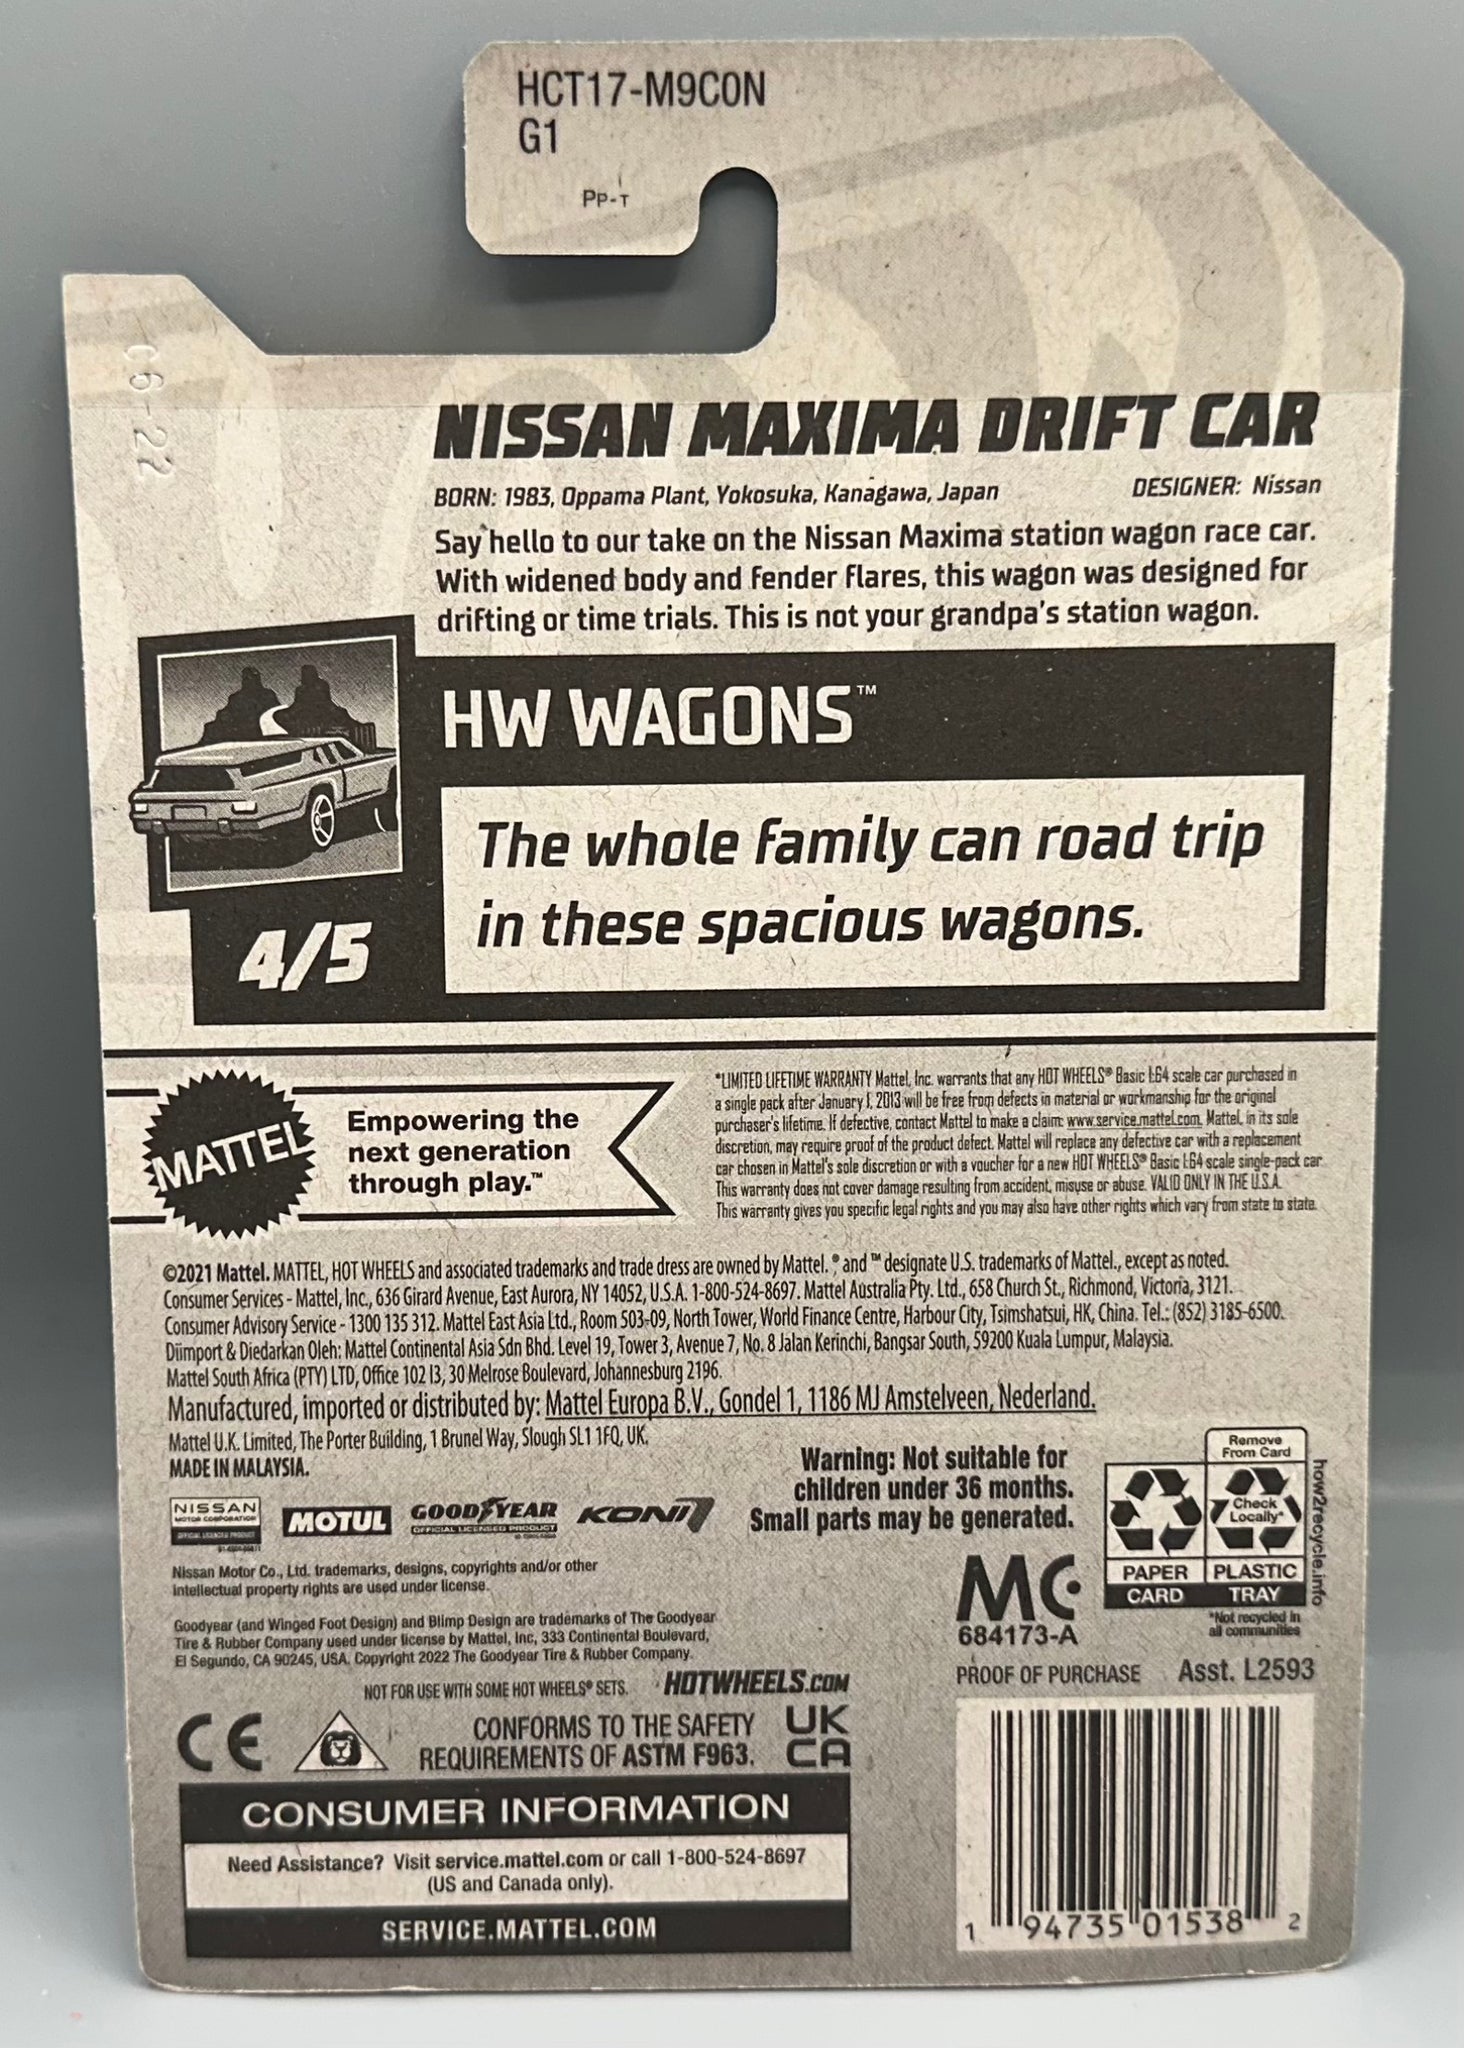 HCT17-M9C0N
G1
PP-T
C6-22
NISSAN MAXIMA DRIFT CAR
BORN: 1983, Oppama Plant, Yokosuka, Kanagawa, Japan DESIGNER: Nissan
Say hello to our take on the Nissan Maxima station wagon race car.
With widened body and fender flares, this wagon was designed for
drifting or time trials. This is not your grandpa's station wagon.
HW WAGONS™
The whole family can road trip
in these spacious wagons.
4/5
MATTEL
Empowering the
next generation
through play.™
*LIMITED LIFETIME WARRANTY Mattel, Inc. warrants that any HOT WHEELS® Basic 1:64 scale car purchased in
a single pack after January 1, 2013 will be free from defects in material or workmanship for the original
purchaser's lifetime. If defective, contact Mattel to make a claim: www.service.mattel.com. Mattel, in its sole
discretion, may require proof of the product defect. Mattel will replace any defective car with a replacement
car chosen in Mattel's sole discretion or with a voucher for a new HOT WHEELS® Basic 1:64 scale single-pack car
This warranty does not cover damage resulting from accident, misuse or abuse. VALID ONLY IN THE U.S.A.
This warranty gives you specific legal rights and you may also have other rights which vary from state to state.
©2021 Mattel. MATTEL, HOT WHEELS and associated trademarks and trade dress are owned by Mattel. ® and ™ designate U.S. trademarks of Mattel., except as noted.
Consumer Services - Mattel, Inc., 636 Girard Avenue, East Aurora, NY 14052, U.S.A. 1-800-524-8697. Mattel Australia Pty. Ltd., 658 Church St., Richmond, Victoria, 3121.
Consumer Advisory Service - 1300 135 312. Mattel East Asia Ltd., Room 503-09, North Tower, World Finance Centre, Harbour City, Tsimshatsui, HK, China. Tel.: (852) 3185-6500.
Diimport & Diedarkan Oleh: Mattel Continental Asia Sdn Bhd. Level 19, Tower 3, Avenue 7, No. 8 Jalan Kerinchi, Bangsar South, 59200 Kuala Lumpur, Malaysia.
Mattel South Africa (PTY) LTD, Office 102 I3, 30 Melrose Boulevard, Johannesburg 2196.
Manufactured, imported or distributed by: Mattel Europa B.V., Gondel 1, 1186 MJ Amstelveen, Nederland.
Mattel U.K. Limited, The Porter Building, 1 Brunel Way, Slough SL1 1FQ, UK.
MADE IN MALAYSIA.
NISSAN
MOTOR CORPORATION
OFFICIAL LICENSED PRODUCT
MOTUL
GOODYEAR
OFFICIAL LICENSED PRODUCT
KONI
Warning: Not suitable for
children under 36 months.
Small parts may be generated.
Remove
From Card
Check
Locally*
PAPER PLASTIC
CARD TRAY
*Not recycled in
all communities
how2recycle.info
Nissan Motor Co., Ltd. trademarks, designs, copyrights and/or other
intellectual property rights are used under license.
Goodyear (and Winged Foot Design) and Blimp Design are trademarks of The Goodyear
Tire & Rubber Company used under license by Mattel, Inc, 333 Continental Boulevard,
El Segundo, CA 90245, USA. Copyright 2022 The Goodyear Tire & Rubber Company.
MC
684173-A
PROOF OF PURCHASE Asst. L2593
NOT FOR USE WITH SOME HOT WHEELS® SETS. HOTWHEELS.COM
CE
CONFORMS TO THE SAFETY
REQUIREMENTS OF ASTM F963.
UK
CA
CONSUMER INFORMATION
Need Assistance? Visit service.mattel.com or call 1-800-524-8697
(US and Canada only).
SERVICE.MATTEL.COM
1 94735 01538 2